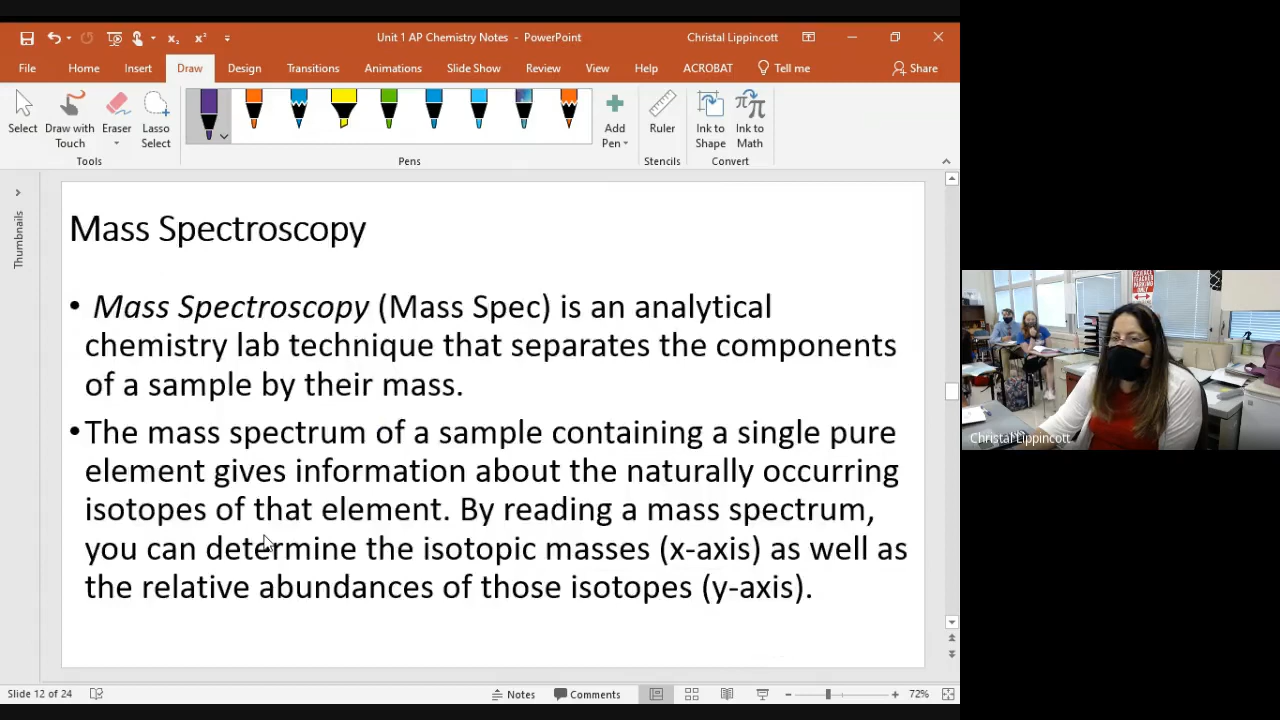 Unit 1 AP Chemistry Notes - PowerPoint
Christal Lippincott
File Home Insert Draw Design Transitions Animations Slide Show Review View Help ACROBAT Tell me Share
Select
Draw with Touch
Eraser
Lasso Select
Add Pen
Ruler
Ink to Shape
Ink to Math
Tools Pens Stencils Convert
Thumbnails
Mass Spectroscopy
• Mass Spectroscopy (Mass Spec) is an analytical
chemistry lab technique that separates the components
of a sample by their mass.
• The mass spectrum of a sample containing a single pure
element gives information about the naturally occurring
isotopes of that element. By reading a mass spectrum,
you can determine the isotopic masses (x-axis) as well as
the relative abundances of those isotopes (y-axis).
Slide 12 of 24 Notes Comments 72%
PARKING
ONLY
Christal Lippincott